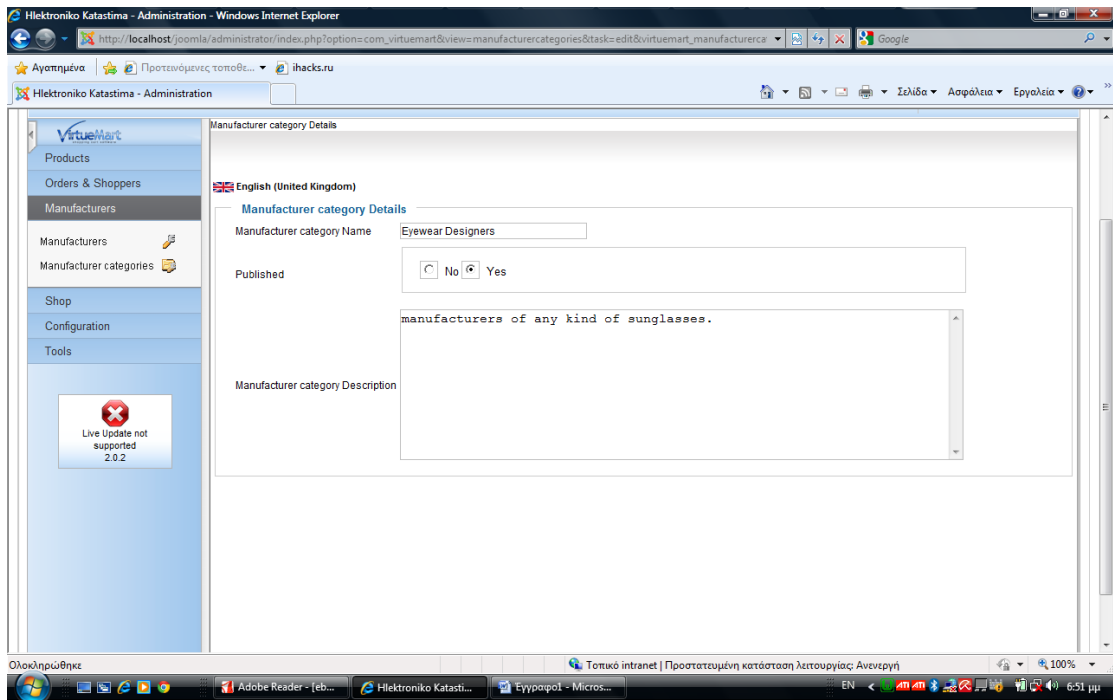 Hlektroniko Katastima - Administration - Windows Internet Explorer
http://localhost/joomla/administrator/index.php?option=com_virtuemart&view=manufacturercategories&task=edit&virtuemart_manufacturerca
Google
Αγαπημένα Προτεινόμενες τοποθε... ihacks.ru
Hlektroniko Katastima - Administration
Σελίδα Ασφάλεια Εργαλεία
VirtueMart
Manufacturer category Details
Products
Orders & Shoppers
English (United Kingdom)
Manufacturers
Manufacturer category Details
Manufacturer category Name Eyewear Designers
Manufacturers
Manufacturer categories
Published No Yes
Shop
Configuration
Tools
manufacturers of any kind of sunglasses.
Manufacturer category Description
Live Update not
supported
2.0.2
Ολοκληρώθηκε
Τοπικό intranet | Προστατευμένη κατάσταση λειτουργίας: Ανενεργή
100%
Adobe Reader - [eb...
Hlektroniko Katasti...
Έγγραφο1 - Micros...
EN
6:51 μμ